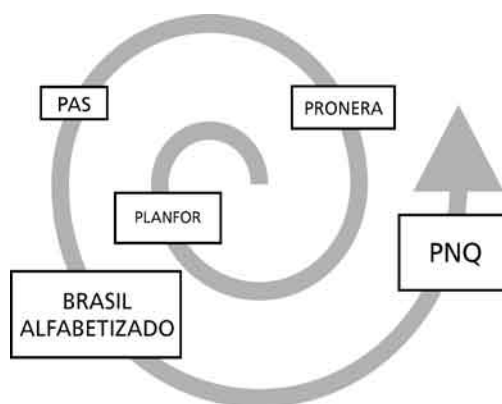 PAS
PRONERA
PLANFOR
PNQ
BRASIL
ALFABETIZADO